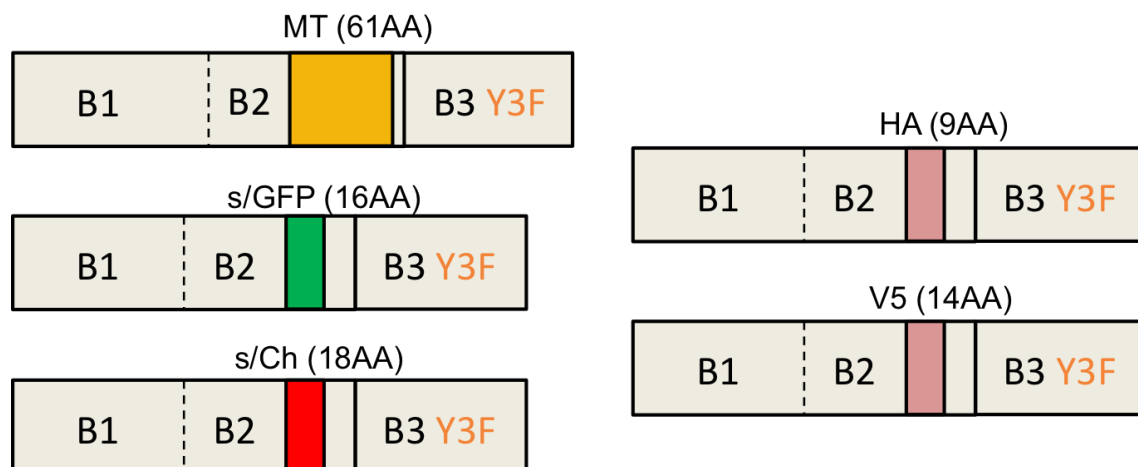 MT (61AA)
B1 B2 B3 Y3F
s/GFP (16AA)
B1 B2 B3 Y3F
s/Ch (18AA)
B1 B2 B3 Y3F
HA (9AA)
B1 B2 B3 Y3F
V5 (14AA)
B1 B2 B3 Y3F